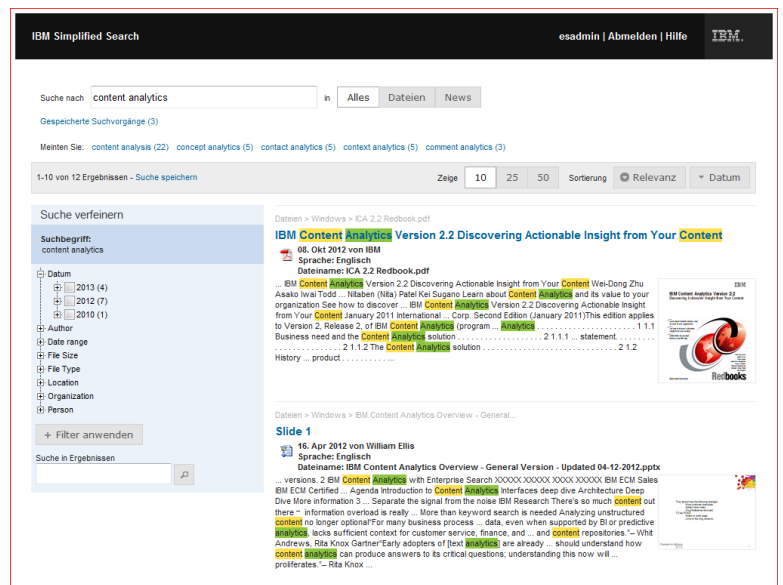 IBM Simplified Search
esadmin | Abmelden | Hilfe
IBM.
Suche nach content analytics in Alles Dateien News
Gespeicherte Suchvorgänge (3)
Meinten Sie: content analysis (22) concept analytics (5) contact analytics (5) context analytics (5) comment analytics (3)
1-10 von 12 Ergebnissen - Suche speichern
Zeige 10 25 50 Sortierung Relevanz Datum
Suche verfeinern
Suchbegriff:
content analytics
Datum
2013 (4)
2012 (7)
2010 (1)
Author
Date range
File Size
File Type
Location
Organization
Person
+ Filter anwenden
Suche in Ergebnissen
Dateien > Windows > ICA 2.2 Redbook.pdf
IBM Content Analytics Version 2.2 Discovering Actionable Insight from Your Content
08. Okt 2012 von IBM
Sprache: Englisch
Dateiname: ICA 2.2 Redbook.pdf
... IBM Content Analytics Version 2.2 Discovering Actionable Insight from Your Content Wei-Dong Zhu
Asako Iwai Todd ... Nitaben (Nita) Patel Kei Sugano Learn about Content Analytics and its value to your
organization See how to discover ... IBM Content Analytics Version 2.2 Discovering Actionable Insight
from Your Content January 2011 International ... Corp. Second Edition (January 2011)This edition applies
to Version 2, Release 2, of IBM Content Analytics (program ... Analytics . . . . . . . . . . . . . . . . . . . . . . 1 1.1
Business need and the Content Analytics solution . . . . . . . . . . . . . . . . . . . 2 1.1.1 ... statement. . . . . . . . .
. . . . . . . . . . . . . . . 2 1.1.2 The Content Analytics solution . . . . . . . . . . . . . . . . . . . . . . . . . . . . . . 2 1.2
History ... product . . . . . . . . . . ...
IBM Content Analytics Version 2.2
Discovering Actionable Insight from Your Content
Redbooks
Dateien > Windows > IBM Content Analytics Overview - General...
Slide 1
16. Apr 2012 von William Ellis
Sprache: Englisch
Dateiname: IBM Content Analytics Overview - General Version - Updated 04-12-2012.pptx
... versions. 2 IBM Content Analytics with Enterprise Search XXXXX XXXXX XXXX XXXXX IBM ECM Sales
IBM ECM Certified ... Agenda Introduction to Content Analytics Interfaces deep dive Architecture Deep
Dive More information 3 ... Separate the signal from the noise IBM Research There's so much content out
there – information overload is really ... More than keyword search is needed Analyzing unstructured
content no longer optional"For many business process ... data, even when supported by BI or predictive
analytics, lacks sufficient context for customer service, finance, and ... and content repositories."– Whit
Andrews, Rita Knox Gartner"Early adopters of [text analytics] are already ... should understand how
content analytics can produce answers to its critical questions; understanding this now will ...
proliferates."– Rita Knox ...